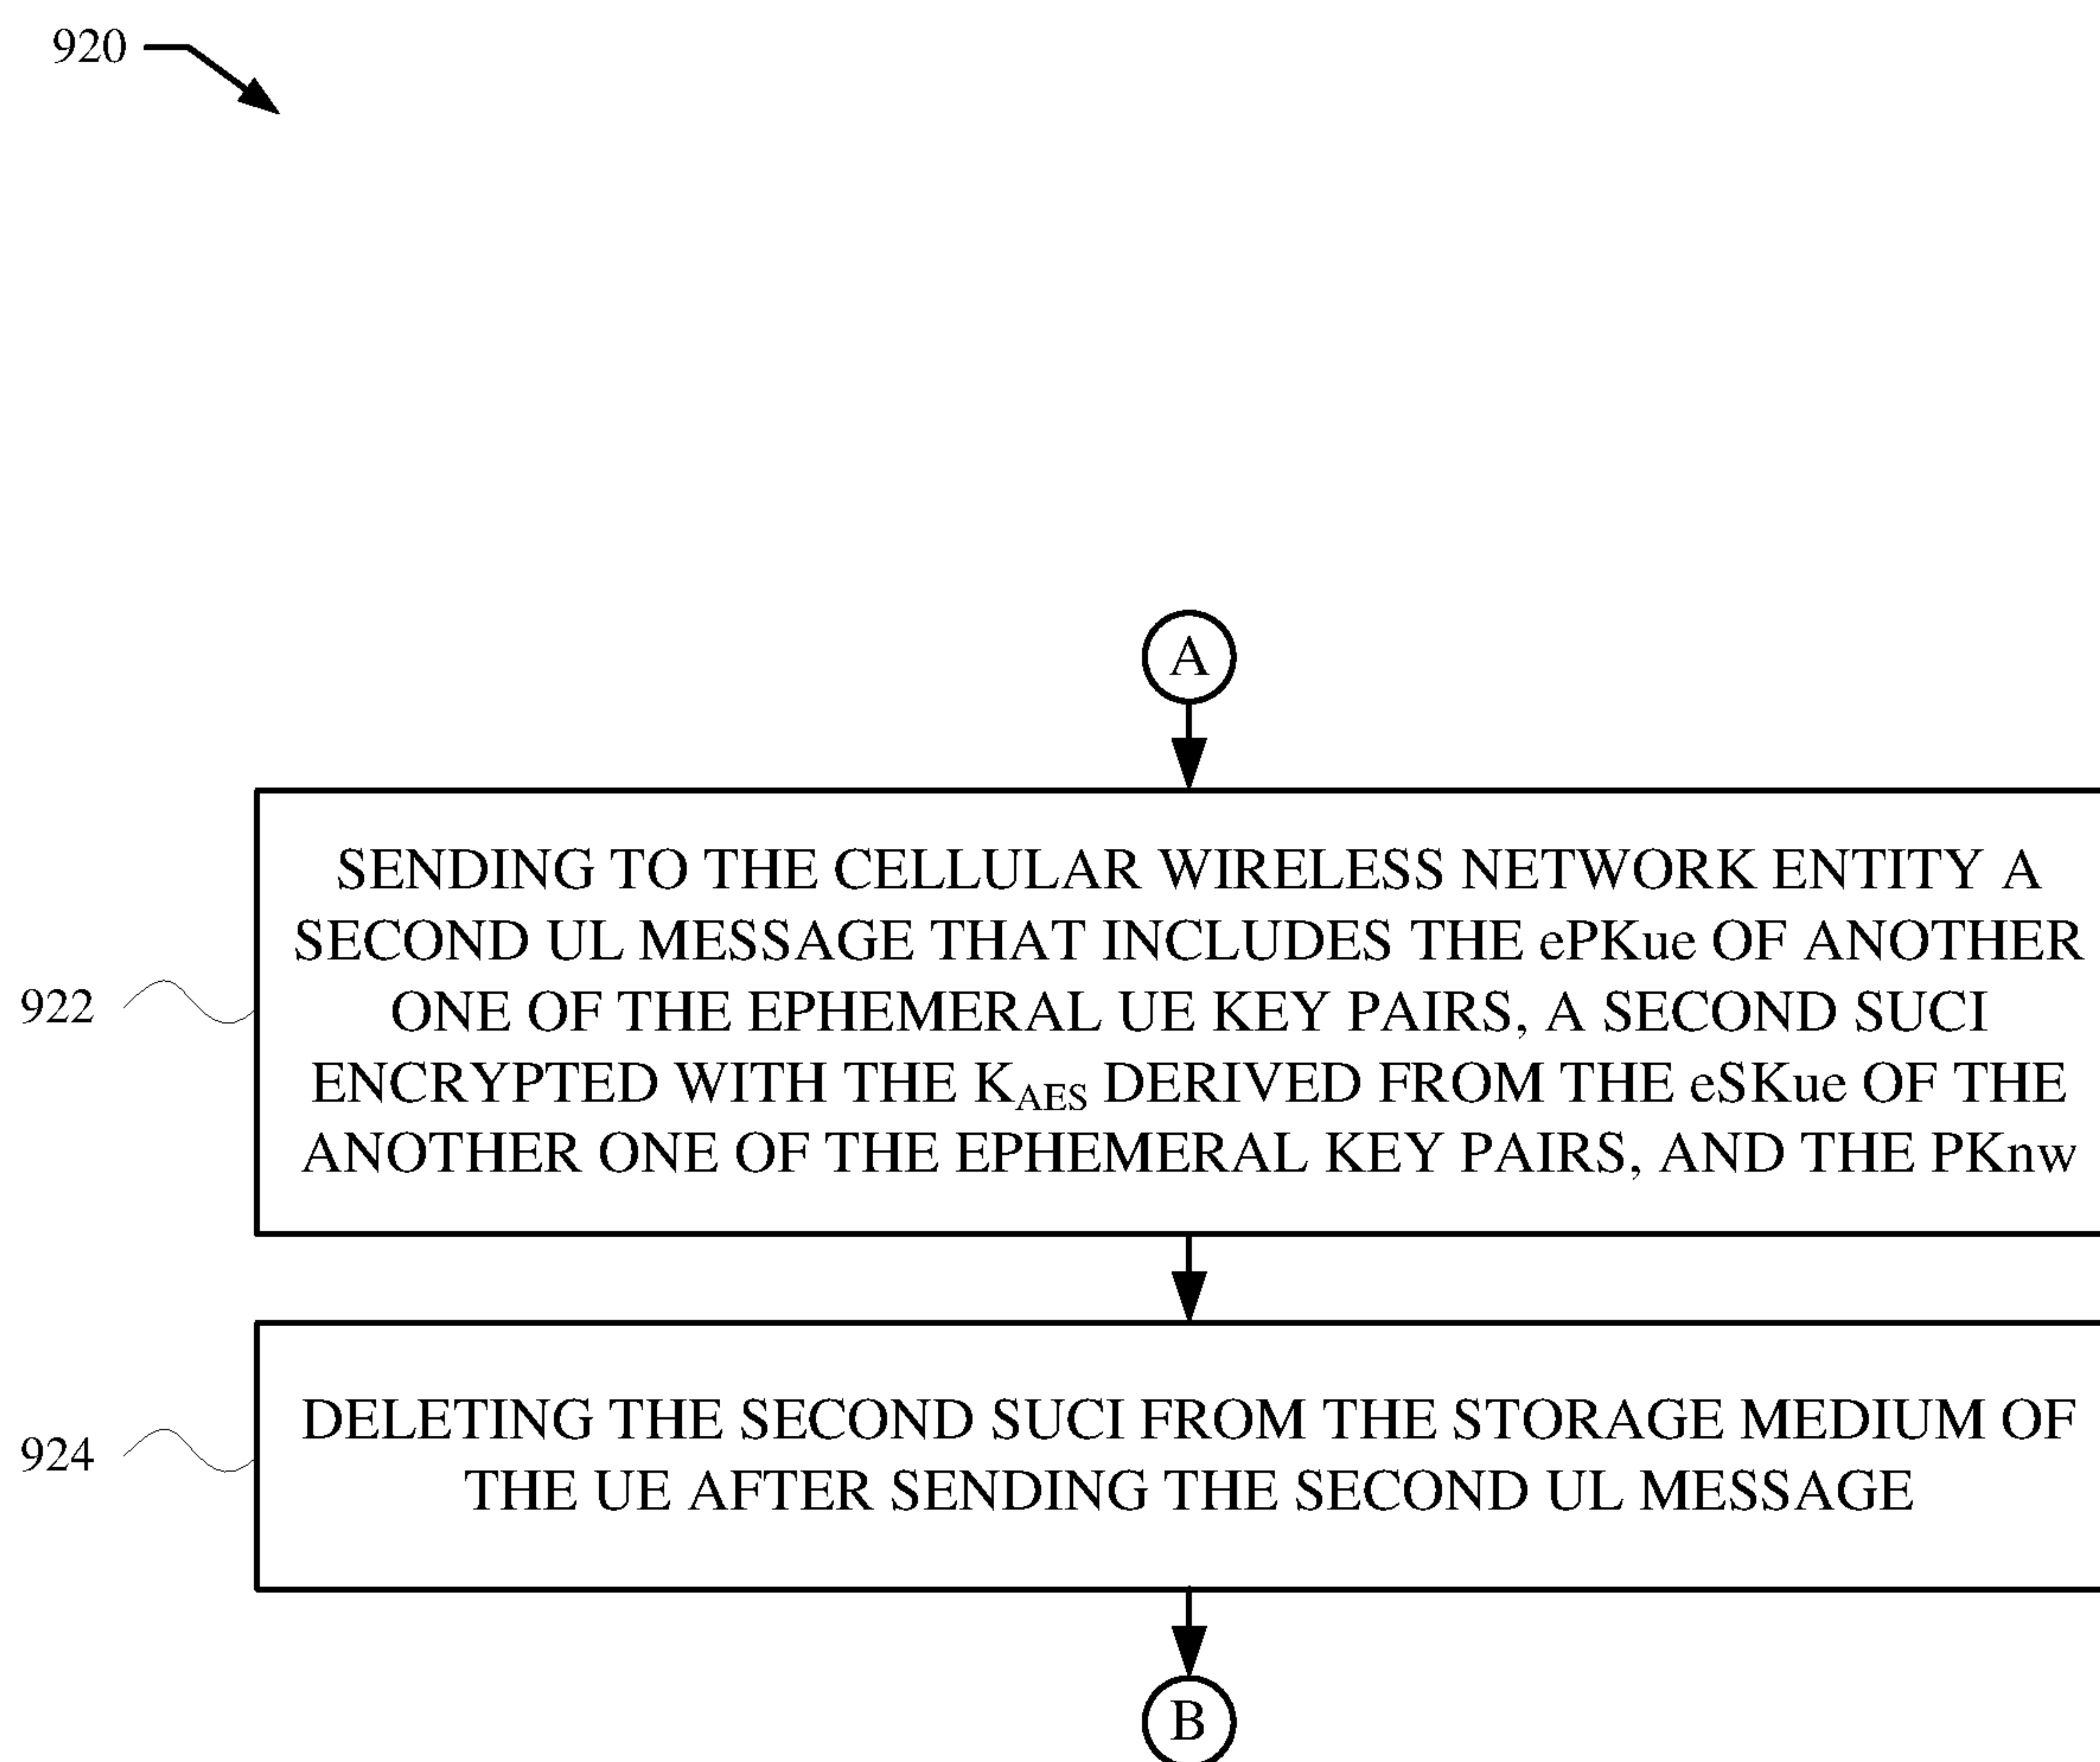 920
A
SENDING TO THE CELLULAR WIRELESS NETWORK ENTITY A
SECOND UL MESSAGE THAT INCLUDES THE ePKue OF ANOTHER
ONE OF THE EPHEMERAL UE KEY PAIRS, A SECOND SUCI
ENCRYPTED WITH THE KAES DERIVED FROM THE eSKue OF THE
ANOTHER ONE OF THE EPHEMERAL KEY PAIRS, AND THE PKnw
922
DELETING THE SECOND SUCI FROM THE STORAGE MEDIUM OF
THE UE AFTER SENDING THE SECOND UL MESSAGE
924
B